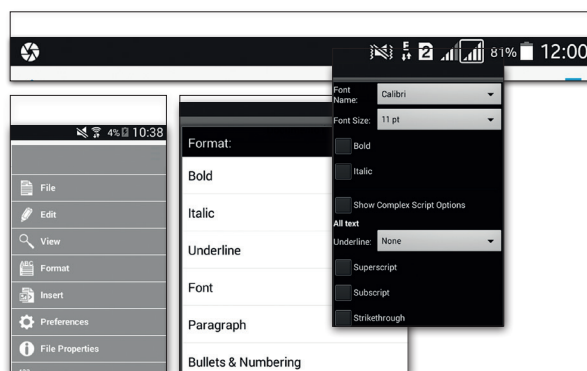 E 2 81% 12:00
4% 10:38
File
Edit
View
ABC
Format
Insert
Preferences
File Properties
Format:
Bold
Italic
Underline
Font
Paragraph
Bullets & Numbering
Font Name: Calibri
Font Size: 11 pt
Bold
Italic
Show Complex Script Options
All text
Underline: None
Superscript
Subscript
Strikethrough